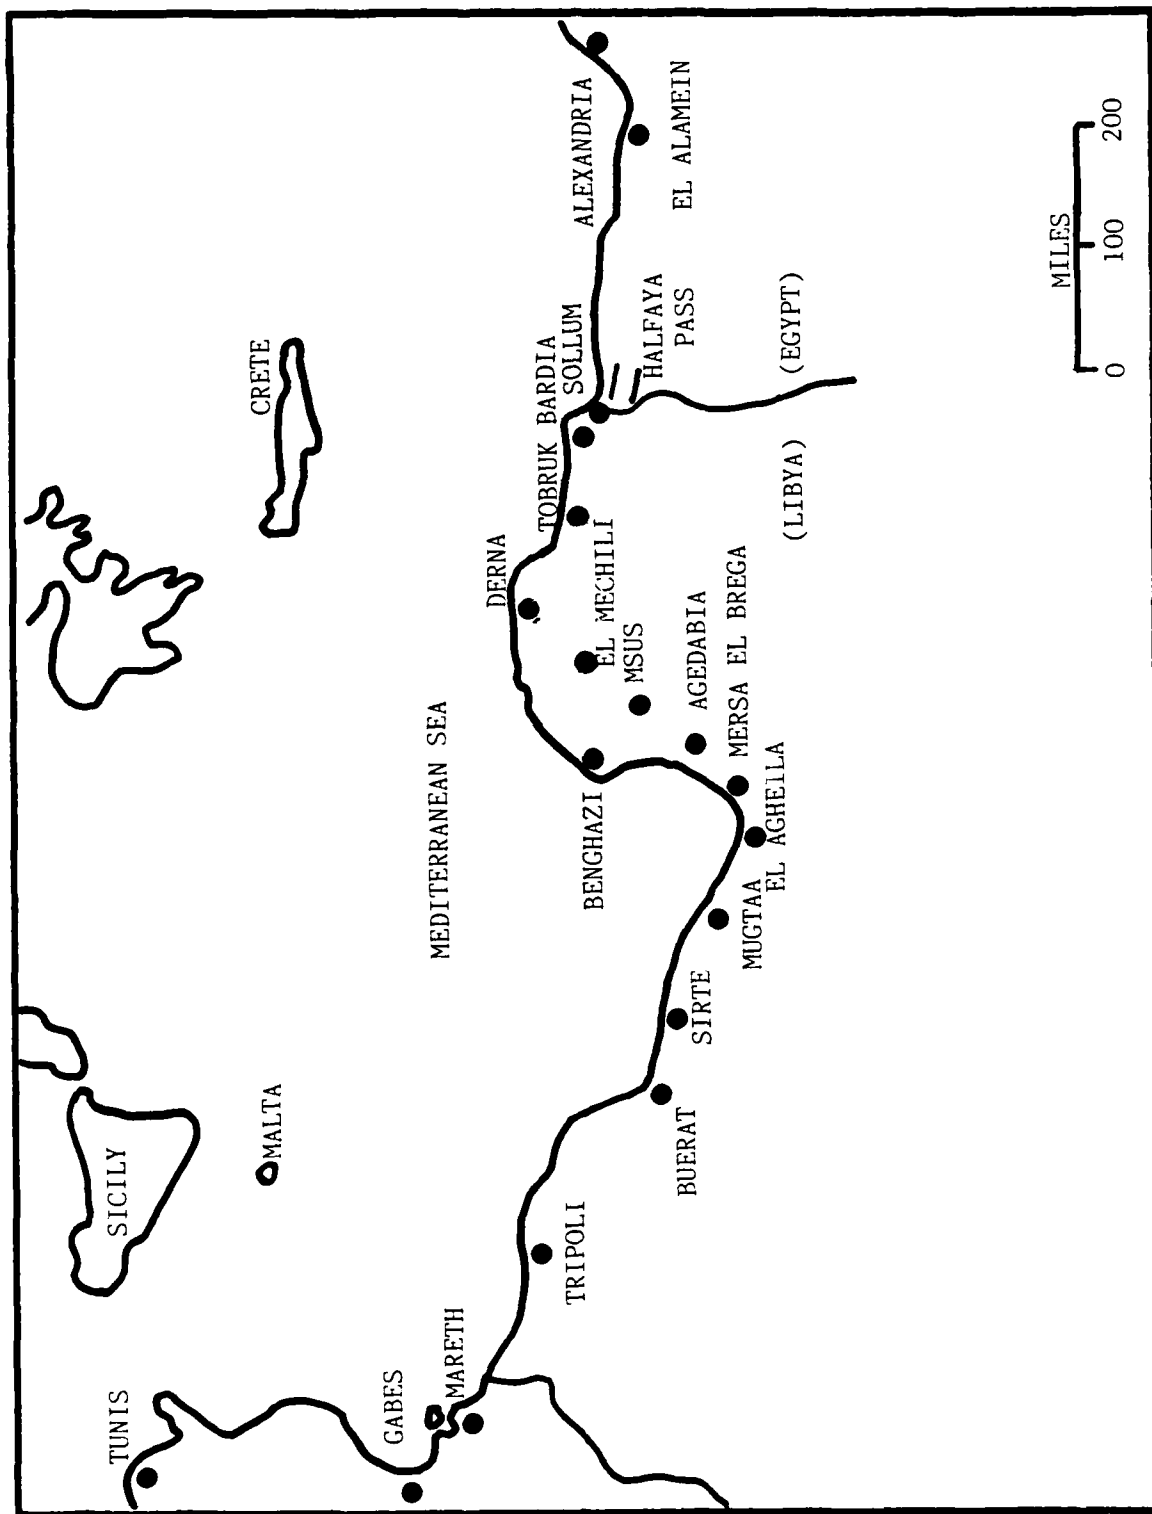 TUNIS
SICILY
MALTA
CRETE
GABES
MARETH
MEDITERRANEAN SEA
TRIPOLI
BUERAT
SIRTE
MUGTAA
EL AGHEILA
MERSA EL BREGA
AGEDABIA
BENGHAZI
MSUS
EL MECHILI
DERNA
TOBRUK
BARDIA
SOLLUM
HALFAYA
PASS
ALEXANDRIA
EL ALAMEIN
(LIBYA)
(EGYPT)
MILES
0 100 200